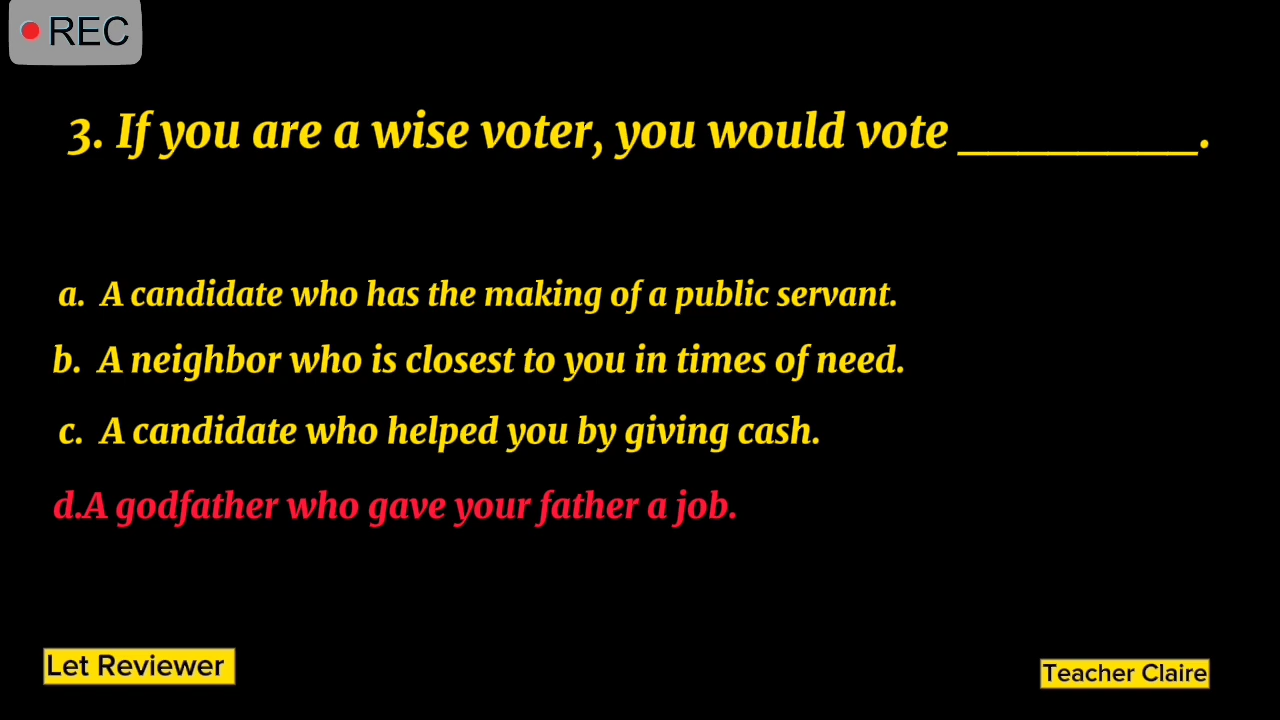 REC
3. If you are a wise voter, you would vote __________.
a. A candidate who has the making of a public servant.
b. A neighbor who is closest to you in times of need.
c. A candidate who helped you by giving cash.
d.A godfather who gave your father a job.
Let Reviewer
Teacher Claire